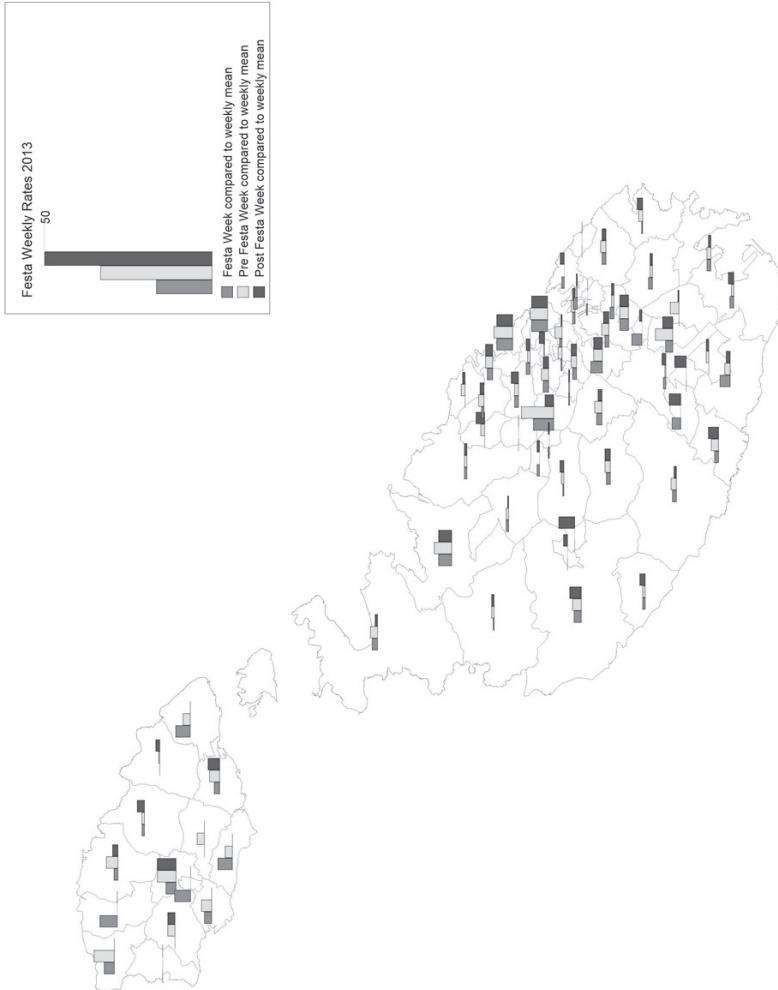 Festa Weekly Rates 2013
50
Festa Week compared to weekly mean
Pre Festa Week compared to weekly mean
Post Festa Week compared to weekly mean